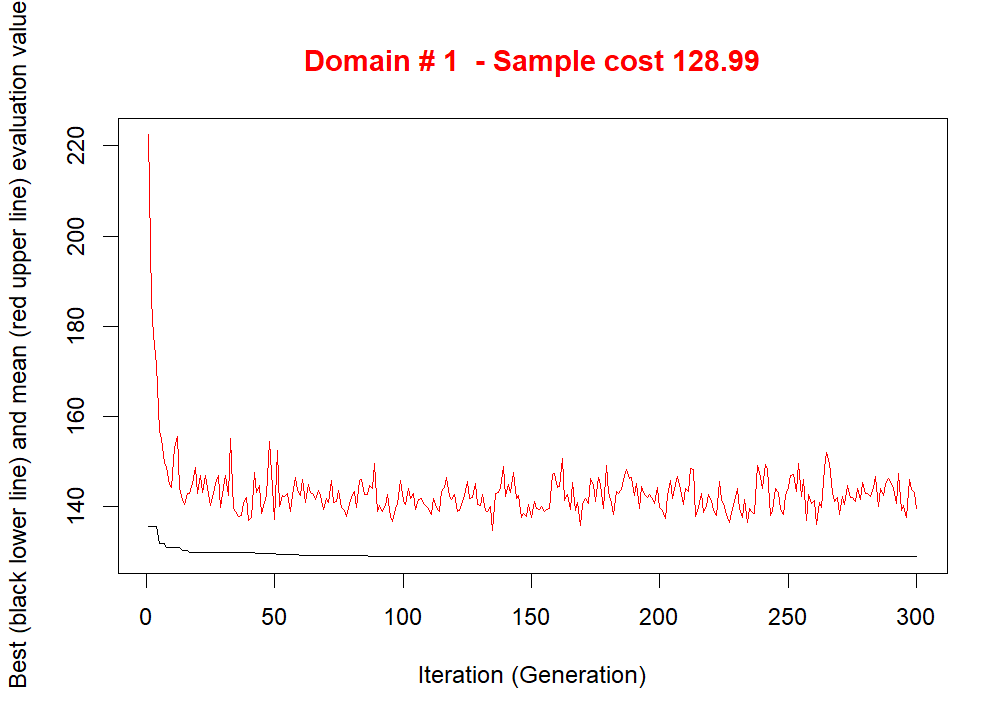 Domain # 1  - Sample cost 128.99
Best (black lower line) and mean (red upper line) evaluation value
220
200
180
160
140
0 50 100 150 200 250 300
Iteration (Generation)